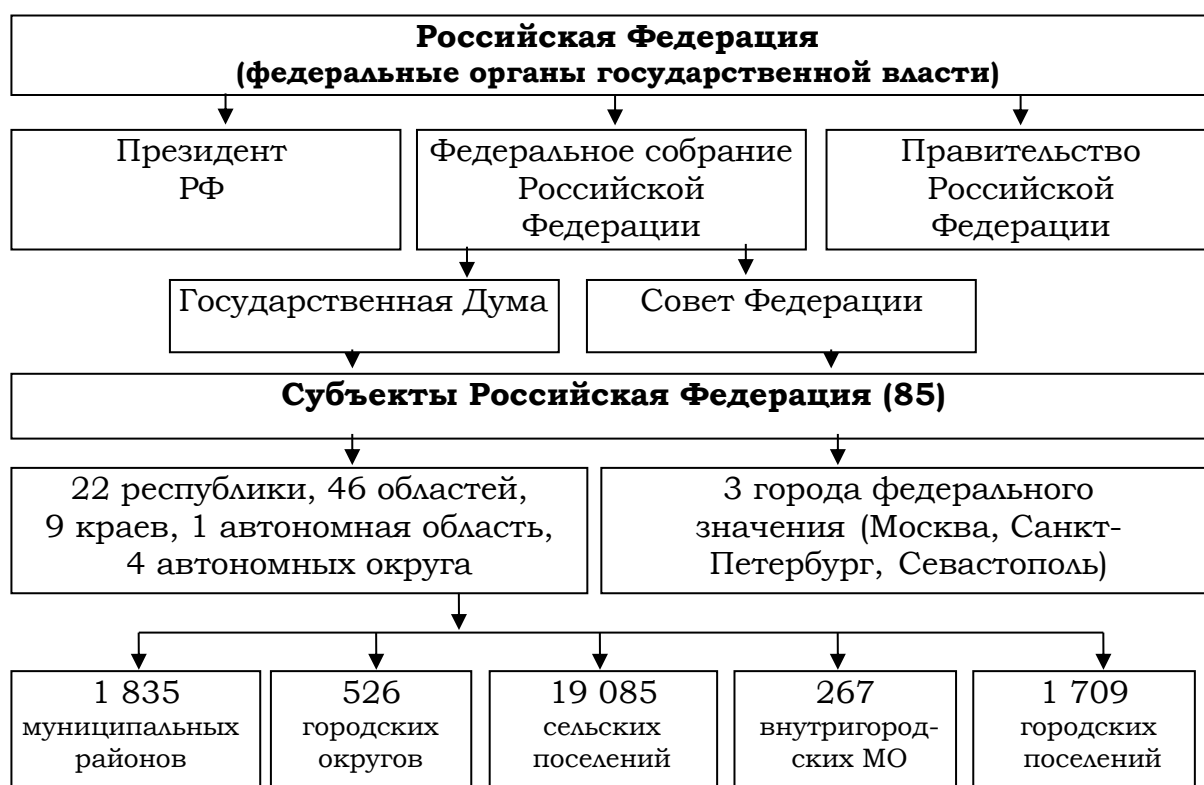 Российская Федерация
(федеральные органы государственной власти)
Президент
РФ
Федеральное собрание
Российской
Федерации
Правительство
Российской
Федерации
Государственная Дума
Совет Федерации
Субъекты Российская Федерация (85)
22 республики, 46 областей,
9 краев, 1 автономная область,
4 автономных округа
3 города федерального
значения (Москва, Санкт-
Петербург, Севастополь)
1 835
муниципальных
районов
526
городских
округов
19 085
сельских
поселений
267
внутригород-
ских МО
1 709
городских
поселений